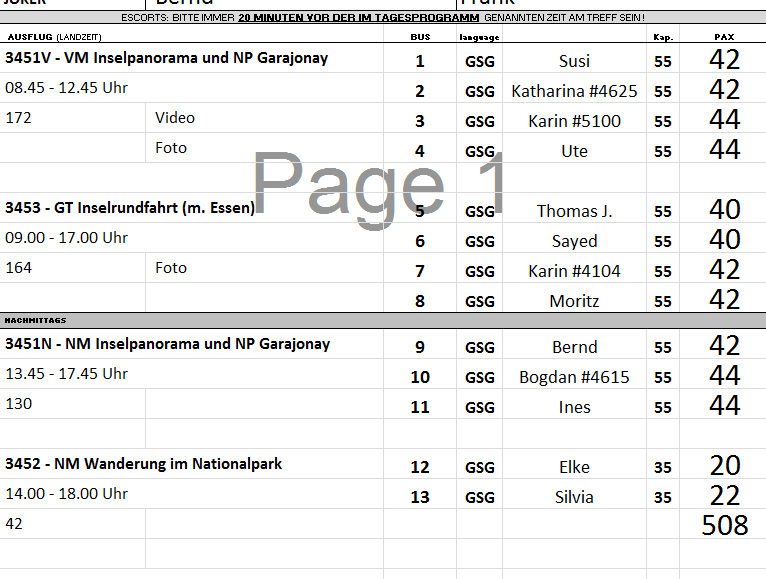 JOKER Bernd Frank
ESCORTS: BITTE IMMER 20 MINUTEN VOR DER IM TAGESPROGRAMM GENANNTEN ZEIT AM TREFF SEIN!
AUSFLUG (LANDZEIT) BUS language Kap. PAX
3451V - VM Inselpanorama und NP Garajonay 1 GSG Susi 55 42
08.45 - 12.45 Uhr 2 GSG Katharina #4625 55 42
172 Video 3 GSG Karin #5100 55 44
Foto 4 GSG Ute 55 44
Page 1
3453 - GT Inselrundfahrt (m. Essen) 5 GSG Thomas J. 55 40
09.00 - 17.00 Uhr 6 GSG Sayed 55 40
164 Foto 7 GSG Karin #4104 55 42
8 GSG Moritz 55 42
NACHMITTAGS
3451N - NM Inselpanorama und NP Garajonay 9 GSG Bernd 55 42
13.45 - 17.45 Uhr 10 GSG Bogdan #4615 55 44
130 11 GSG Ines 55 44
3452 - NM Wanderung im Nationalpark 12 GSG Elke 35 20
14.00 - 18.00 Uhr 13 GSG Silvia 35 22
42 508